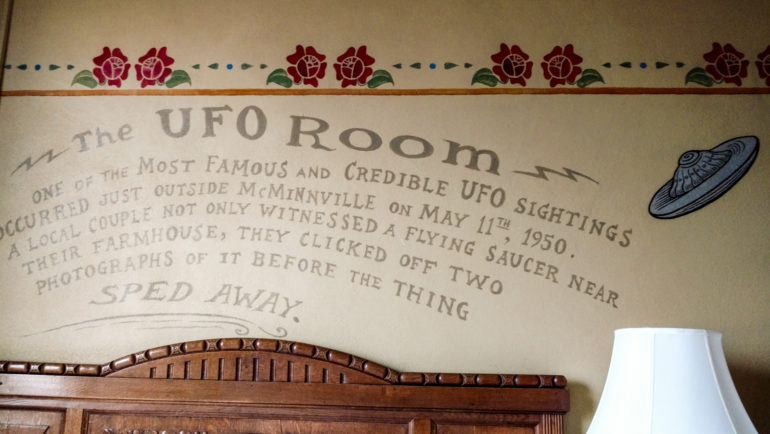 The UFO Room
ONE OF THE MOST FAMOUS AND CREDIBLE UFO SIGHTINGS
OCCURRED JUST OUTSIDE MCMINNVILLE ON MAY 11TH, 1950.
A LOCAL COUPLE NOT ONLY WITNESSED A FLYING SAUCER NEAR
THEIR FARMHOUSE, THEY CLICKED OFF TWO
PHOTOGRAPHS OF IT BEFORE THE THING
SPED AWAY.